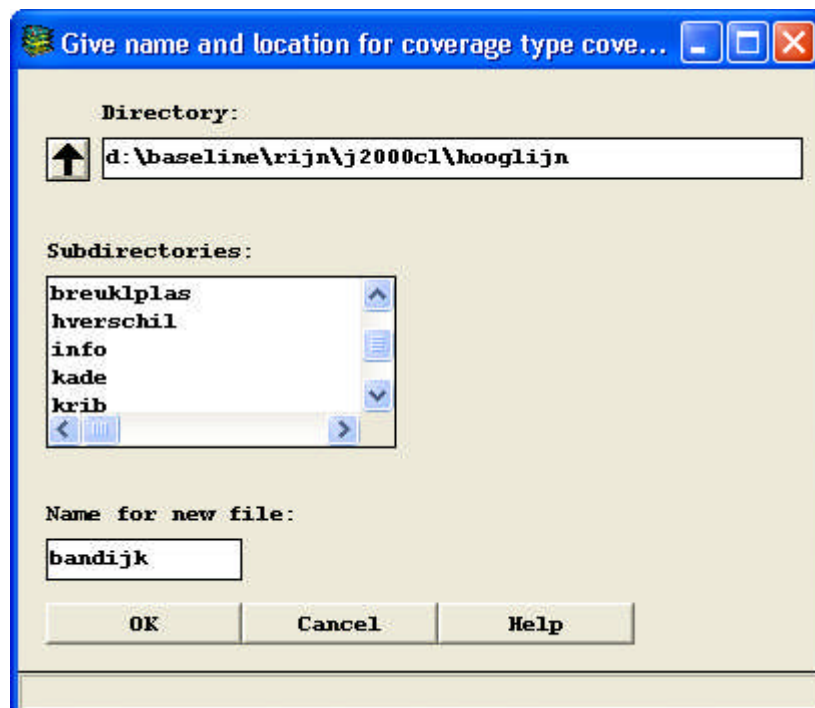 Give name and location for coverage type cove...
Directory:
d:\baseline\rijn\j2000cl\hooglijn
Subdirectories:
breuklplas
hverschil
info
kade
krib
Name for new file:
bandijk
OK Cancel Help